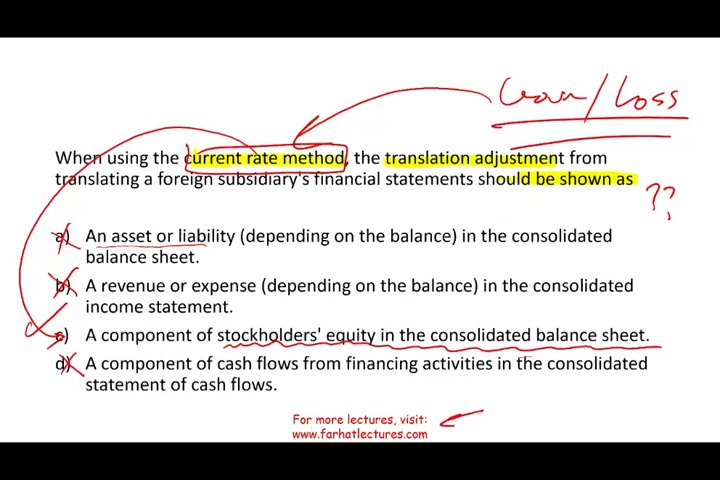 Gain/Loss
When using the current rate method, the translation adjustment from
translating a foreign subsidiary's financial statements should be shown as
??
a) An asset or liability (depending on the balance) in the consolidated
balance sheet.
b) A revenue or expense (depending on the balance) in the consolidated
income statement.
c) A component of stockholders' equity in the consolidated balance sheet.
d) A component of cash flows from financing activities in the consolidated
statement of cash flows.
For more lectures, visit:
www.farhatlectures.com